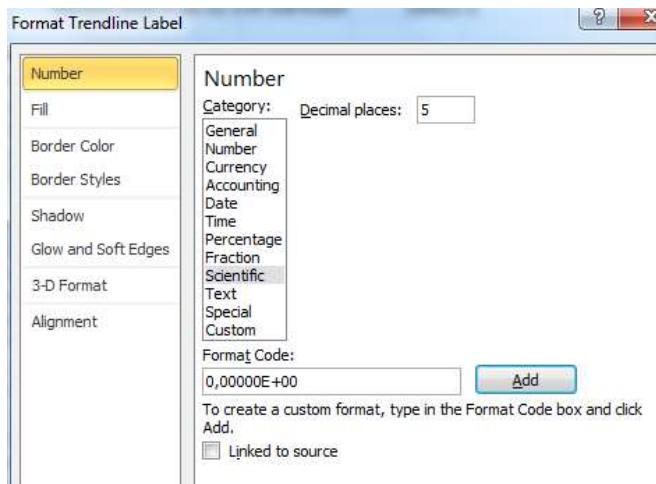 Format Trendline Label
?
X
Number
Fill
Border Color
Border Styles
Shadow
Glow and Soft Edges
3-D Format
Alignment
Number
Category:
Decimal places: 5
General
Number
Currency
Accounting
Date
Time
Percentage
Fraction
Scientific
Text
Special
Custom
Format Code:
0,00000E+00
Add
To create a custom format, type in the Format Code box and click
Add.
Linked to source